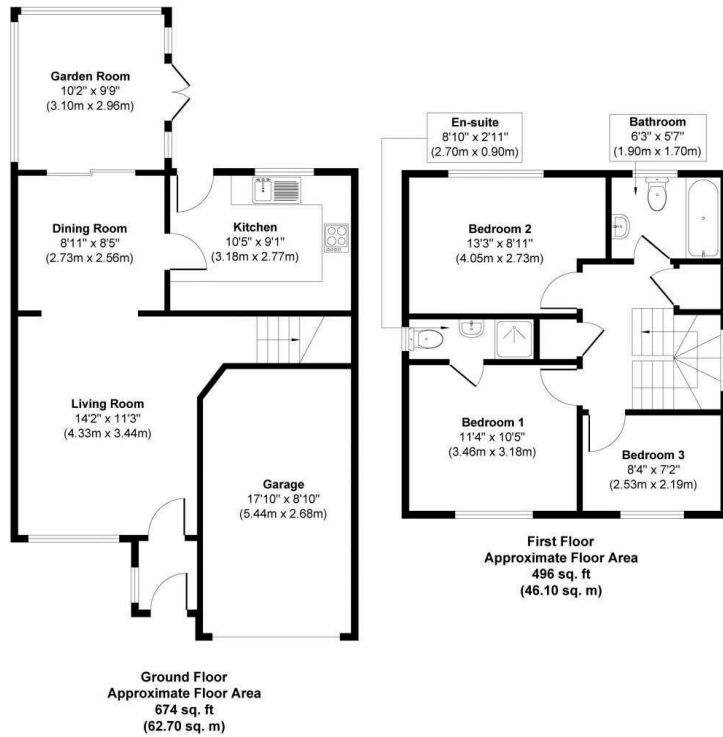 Garden Room
10'2" x 9'9"
(3.10m x 2.96m)
Dining Room
8'11" x 8'5"
(2.73m x 2.56m)
Kitchen
10'5" x 9'1"
(3.18m x 2.77m)
Living Room
14'2" x 11'3"
(4.33m x 3.44m)
Garage
17'10" x 8'10"
(5.44m x 2.68m)
Ground Floor
Approximate Floor Area
674 sq. ft
(62.70 sq. m)
En-suite
8'10" x 2'11"
(2.70m x 0.90m)
Bathroom
6'3" x 5'7"
(1.90m x 1.70m)
Bedroom 2
13'3" x 8'11"
(4.05m x 2.73m)
Bedroom 1
11'4" x 10'5"
(3.46m x 3.18m)
Bedroom 3
8'4" x 7'2"
(2.53m x 2.19m)
First Floor
Approximate Floor Area
496 sq. ft
(46.10 sq. m)